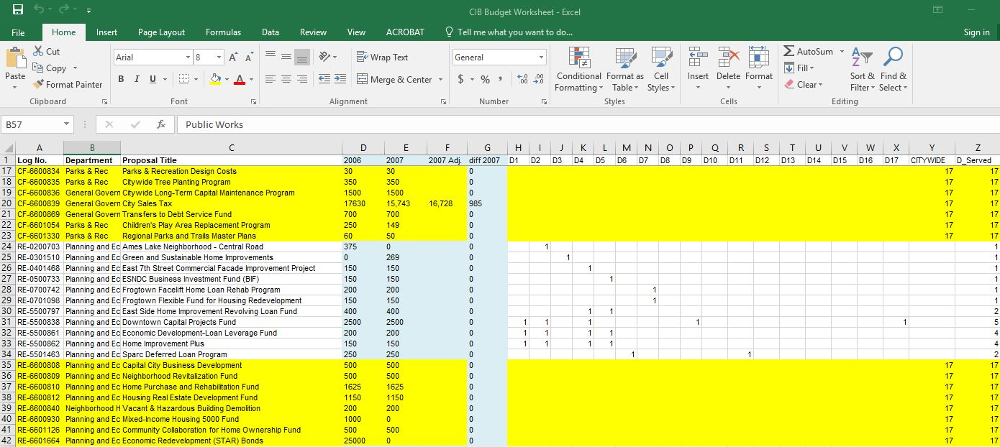 CIB Budget Worksheet - Excel
File Home Insert Page Layout Formulas Data Review View ACROBAT Tell me what you want to do... Sign in
Paste
Cut
Copy
Format Painter
Clipboard
Arial 8 A A
B I U A
Font
Wrap Text
Merge & Center
Alignment
General
$ % , .0 .00 .00 .0
Number
Conditional Formatting
Format as Table
Cell Styles
Styles
Insert Delete Format
Cells
AutoSum
Fill
Clear
Sort & Filter
Find & Select
Editing
B57 fx Public Works
A B C D E F G H I J K L M N O P Q R S T U V W X Y Z
1 Log No. Department Proposal Title 2006 2007 2007 Adj. diff 2007 D1 D2 D3 D4 D5 D6 D7 D8 D9 D10 D11 D12 D13 D14 D15 D16 D17 CITYWIDE D_Served
17 CF-6600834 Parks & Rec Parks & Recreation Design Costs 30 30 0 17 17
18 CF-6600835 Parks & Rec Citywide Tree Planting Program 350 350 0 17 17
19 CF-6600836 General Govern Citywide Long-Term Capital Maintenance Program 1500 1500 0 17 17
20 CF-6600839 General Govern City Sales Tax 17630 15,743 16,728 985 17 17
21 CF-6600869 General Govern Transfers to Debt Service Fund 700 700 0 17 17
22 CF-6601054 Parks & Rec Children's Play Area Replacement Program 250 149 0 17 17
23 CF-6601330 Parks & Rec Regional Parks and Trails Master Plans 60 50 0 17 17
24 RE-0200703 Planning and Ec Ames Lake Neighborhood - Central Road 375 0 0 1 1
25 RE-0301510 Planning and Ec Green and Sustainable Home Improvements 0 269 0 1 1
26 RE-0401468 Planning and Ec East 7th Street Commercial Facade Improvement Project 150 150 0 1 1
27 RE-0500733 Planning and Ec ESNDC Business Investment Fund (BIF) 150 150 0 1 1
28 RE-0700742 Planning and Ec Frogtown Facelift Home Loan Rehab Program 200 200 0 1 1
29 RE-0701098 Planning and Ec Frogtown Flexible Fund for Housing Redevelopment 150 150 0 1 1
30 RE-5500797 Planning and Ec East Side Home Improvement Revolving Loan Fund 400 400 0 1 1 2
31 RE-5500838 Planning and Ec Downtown Capital Projects Fund 2500 2500 0 1 1 1 1 1 5
32 RE-5500861 Planning and Ec Economic Development-Loan Leverage Fund 200 200 0 1 1 1 1 4
33 RE-5500862 Planning and Ec Home Improvement Plus 150 150 0 1 1 1 1 4
34 RE-5501463 Planning and Ec Sparc Deferred Loan Program 250 250 0 1 1 2
35 RE-6600808 Planning and Ec Capital City Business Development 500 500 0 17 17
36 RE-6600809 Planning and Ec Neighborhood Revitalization Fund 500 500 0 17 17
37 RE-6600810 Planning and Ec Home Purchase and Rehabilitation Fund 1625 1625 0 17 17
38 RE-6600812 Planning and Ec Housing Real Estate Development Fund 1150 1150 0 17 17
39 RE-6600840 Neighborhood H Vacant & Hazardous Building Demolition 200 200 0 17 17
40 RE-6600930 Planning and Ec Mixed-Income Housing 5000 Fund 1000 0 0 17 17
41 RE-6601126 Planning and Ec Community Collaboration for Home Ownership Fund 500 500 0 17 17
42 RE-6601664 Planning and Ec Economic Redevelopment (STAR) Bonds 25000 0 0 17 17